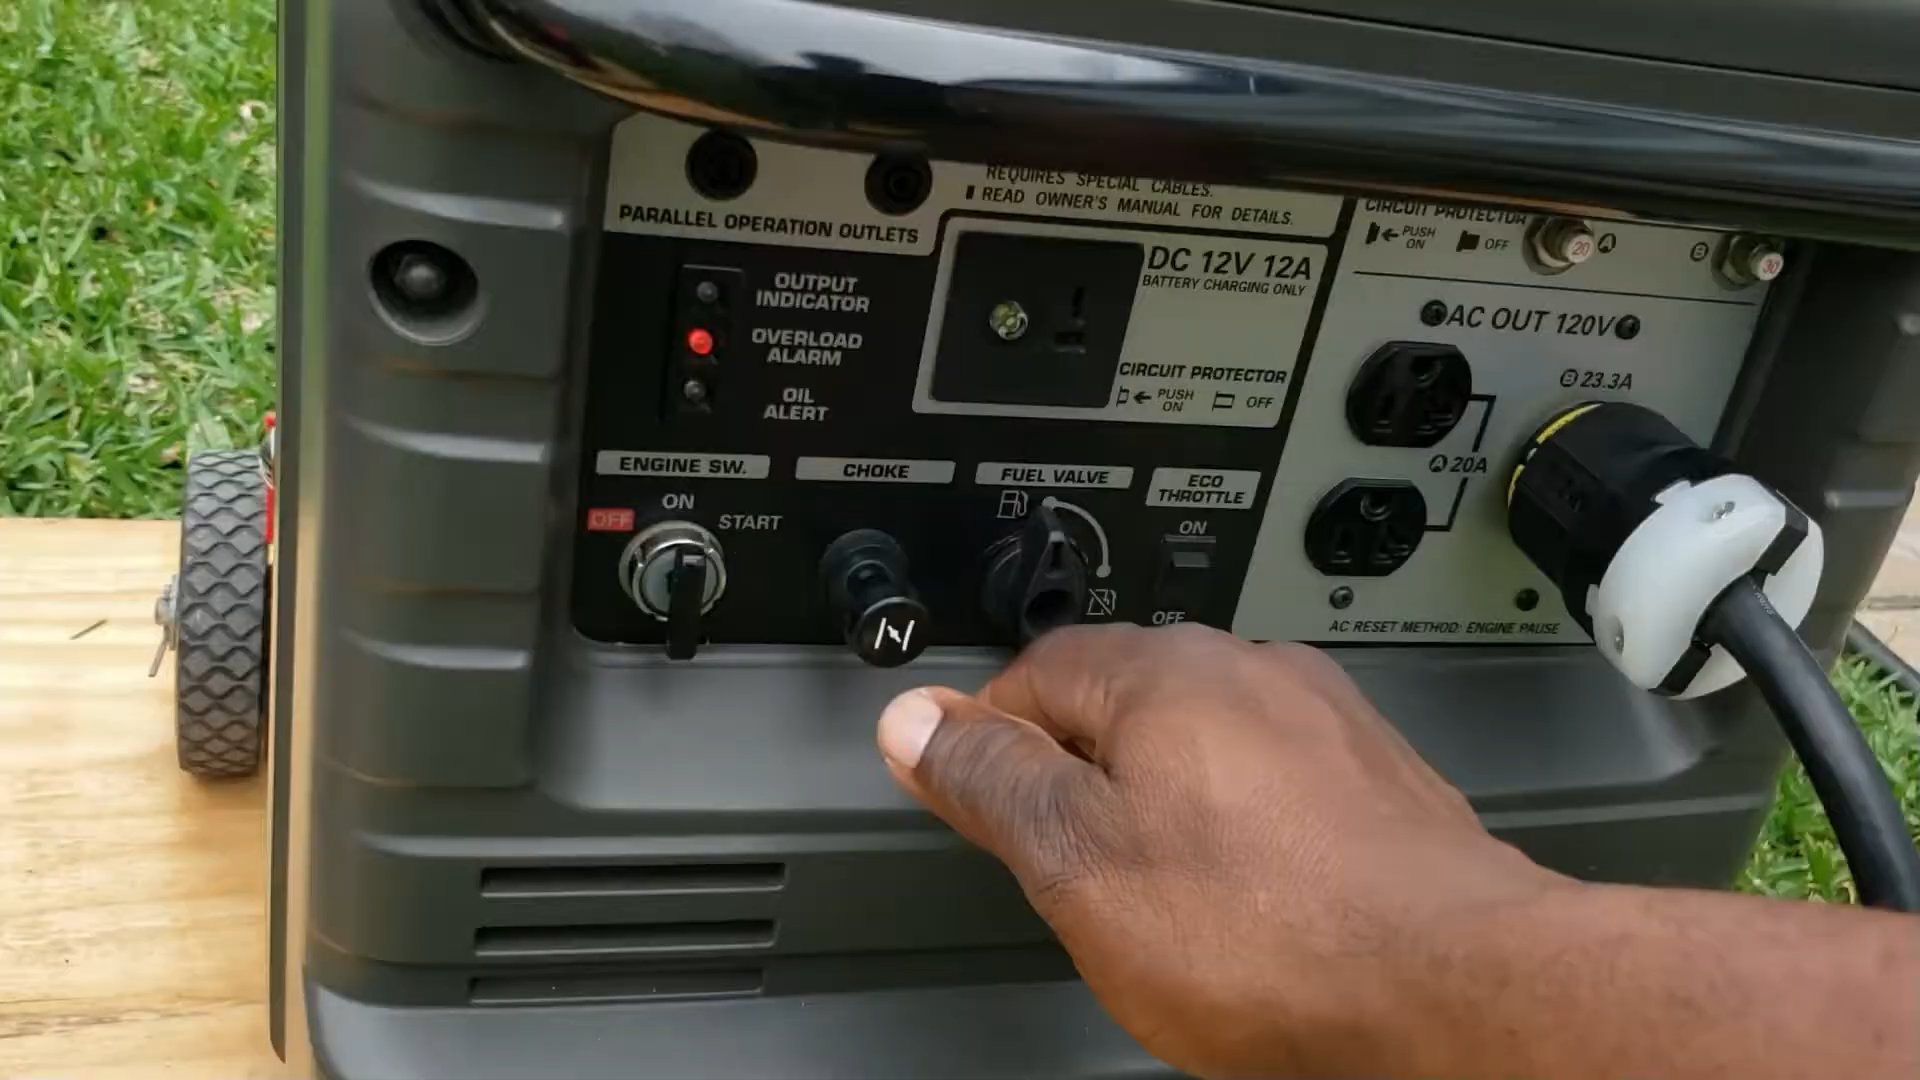 REQUIRES SPECIAL CABLES.
READ OWNER'S MANUAL FOR DETAILS.
PARALLEL OPERATION OUTLETS
CIRCUIT PROTECTOR
PUSH
ON
OFF
20
A
B
30
OUTPUT
INDICATOR
OVERLOAD
ALARM
OIL
ALERT
DC 12V 12A
BATTERY CHARGING ONLY
CIRCUIT PROTECTOR
PUSH
ON
OFF
AC OUT 120V
B 23.3A
A 20A
ENGINE SW.
CHOKE
FUEL VALVE
ECO
THROTTLE
OFF
ON
START
ON
OFF
AC RESET METHOD: ENGINE PAUSE